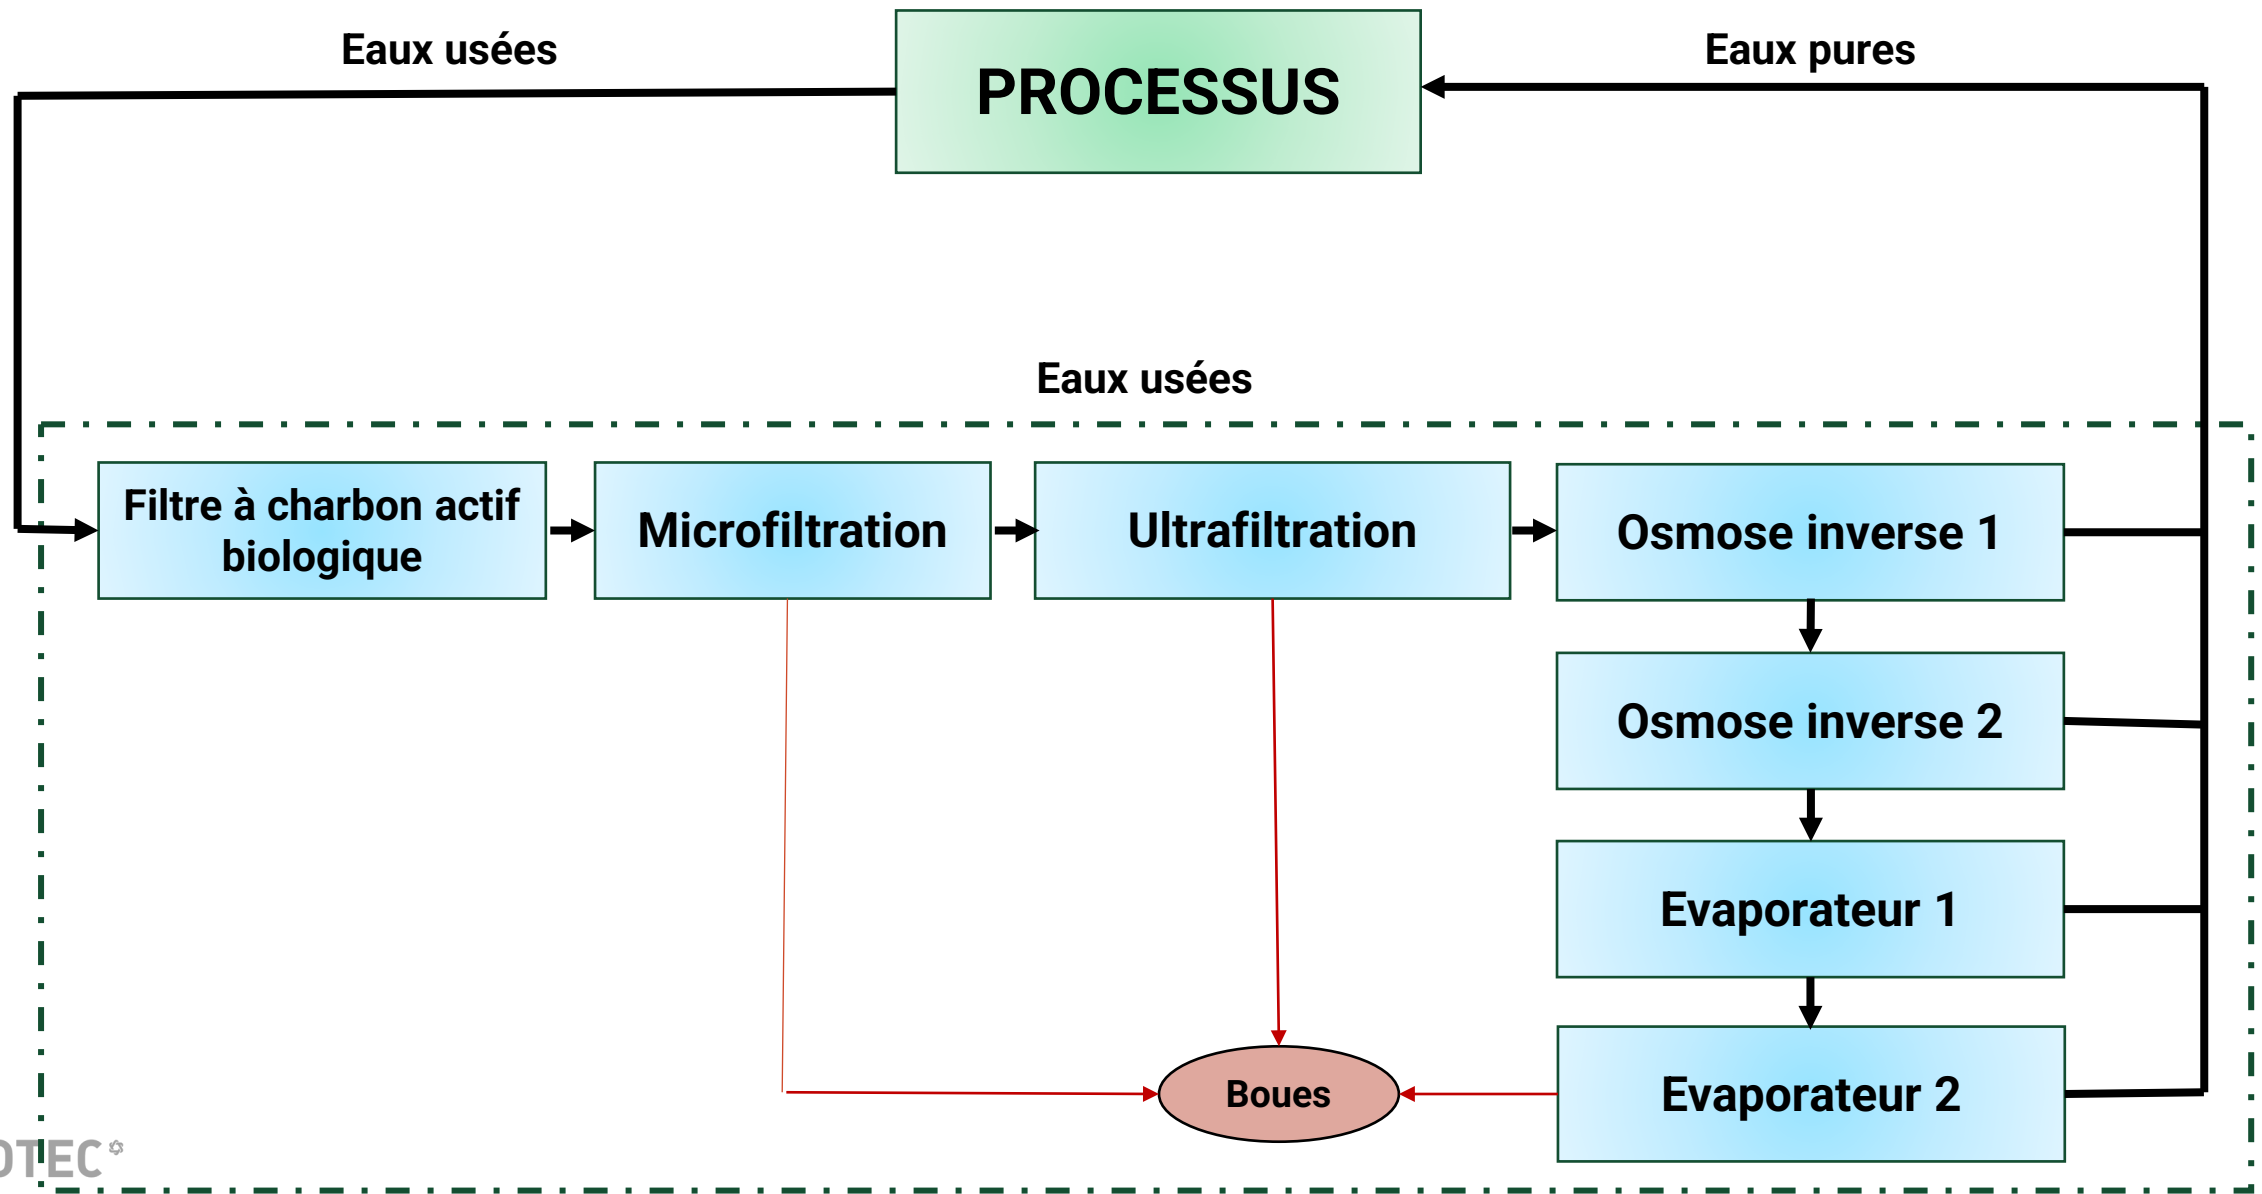 Eaux usées
PROCESSUS
Eaux pures
Eaux usées
Filtre à charbon actif
biologique
Microfiltration
Ultrafiltration
Osmose inverse 1
Osmose inverse 2
Evaporateur 1
Boues
Evaporateur 2